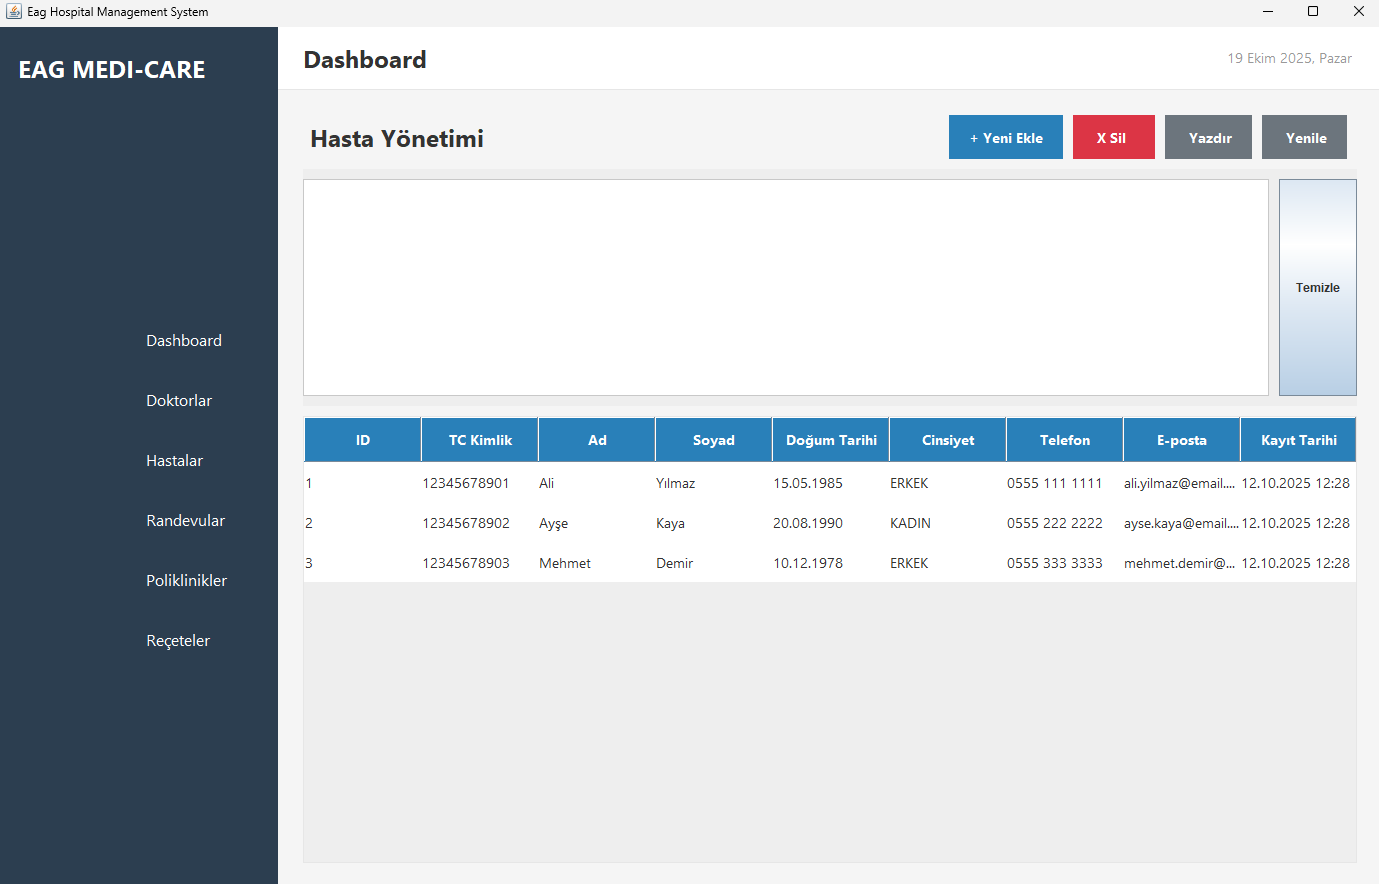 Eag Hospital Management System
EAG MEDI-CARE
Dashboard
Doktorlar
Hastalar
Randevular
Poliklinikler
Reçeteler
Dashboard
19 Ekim 2025, Pazar
Hasta Yönetimi
+ Yeni Ekle
X Sil
Yazdır
Yenile
Temizle
ID TC Kimlik Ad Soyad Doğum Tarihi Cinsiyet Telefon E-posta Kayıt Tarihi
1 12345678901 Ali Yılmaz 15.05.1985 ERKEK 0555 111 1111 ali.yilmaz@email.... 12.10.2025 12:28
2 12345678902 Ayşe Kaya 20.08.1990 KADIN 0555 222 2222 ayse.kaya@email.... 12.10.2025 12:28
3 12345678903 Mehmet Demir 10.12.1978 ERKEK 0555 333 3333 mehmet.demir@... 12.10.2025 12:28